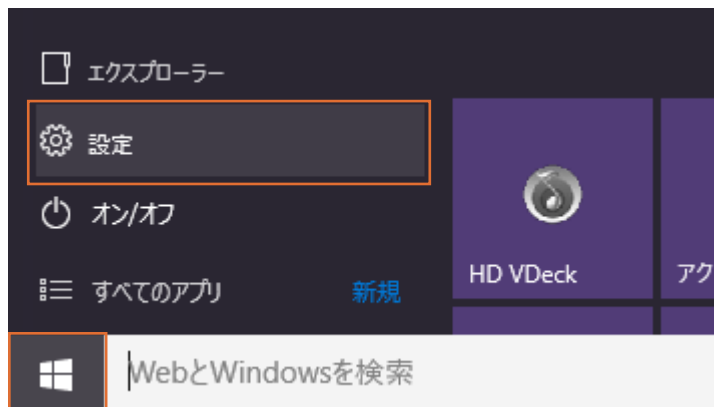 エクスプローラー
設定
オン/オフ
すべてのアプリ 新規
HD VDeck
アク
WebとWindowsを検索